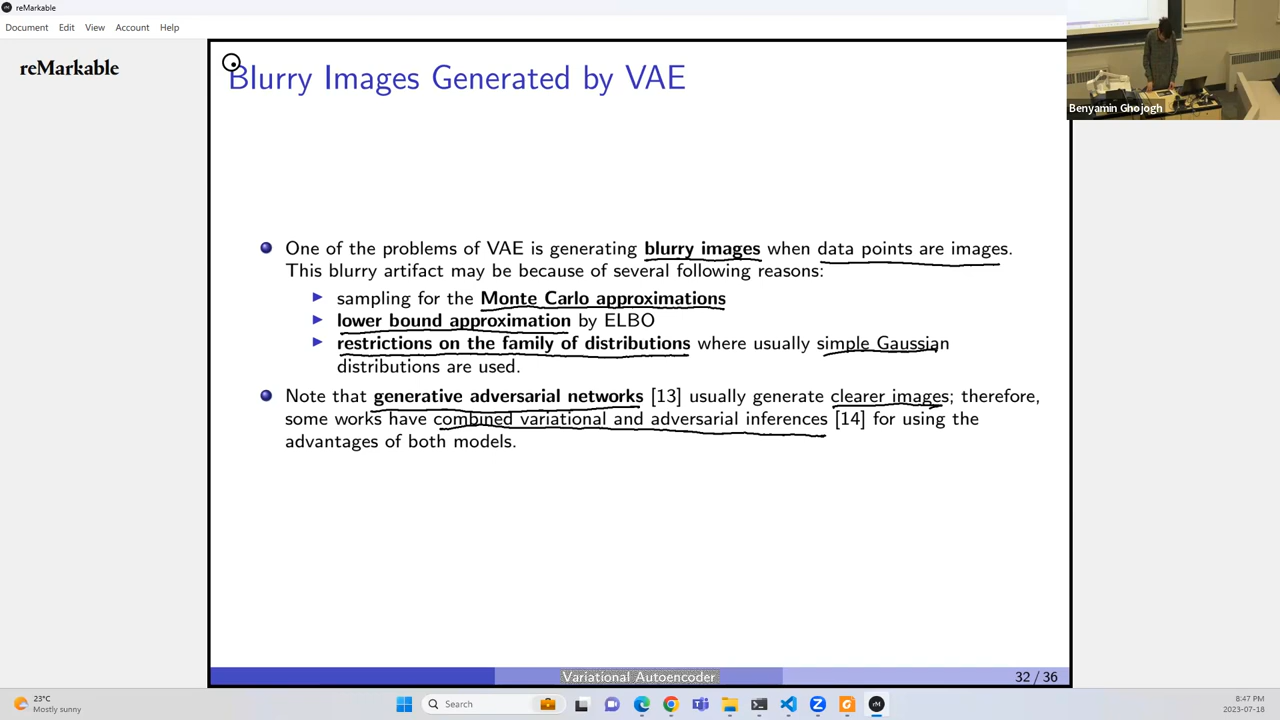 reMarkable
Document Edit View Account Help
reMarkable
Blurry Images Generated by VAE
Benyamin Ghojogh
One of the problems of VAE is generating blurry images when data points are images.
This blurry artifact may be because of several following reasons:
sampling for the Monte Carlo approximations
lower bound approximation by ELBO
restrictions on the family of distributions where usually simple Gaussian
distributions are used.
Note that generative adversarial networks [13] usually generate clearer images; therefore,
some works have combined variational and adversarial inferences [14] for using the
advantages of both models.
Variational Autoencoder
32 / 36
23°C
Mostly sunny
Search
8:47 PM
2023-07-18